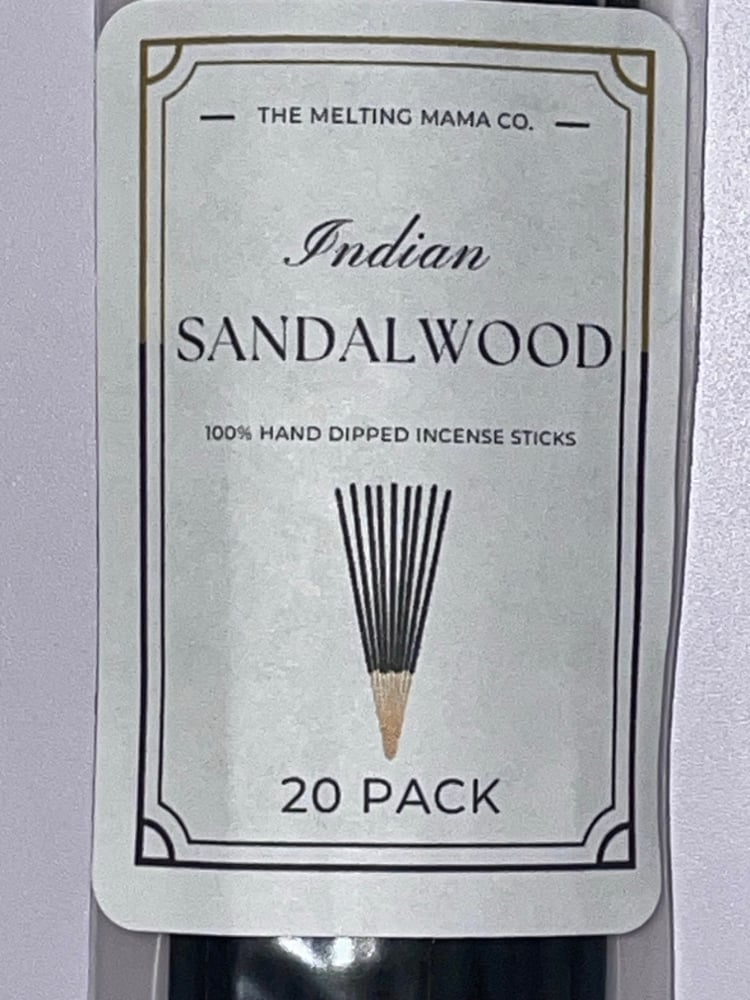 THE MELTING MAMA CO.
Indian
SANDALWOOD
100% HAND DIPPED INCENSE STICKS
20 PACK